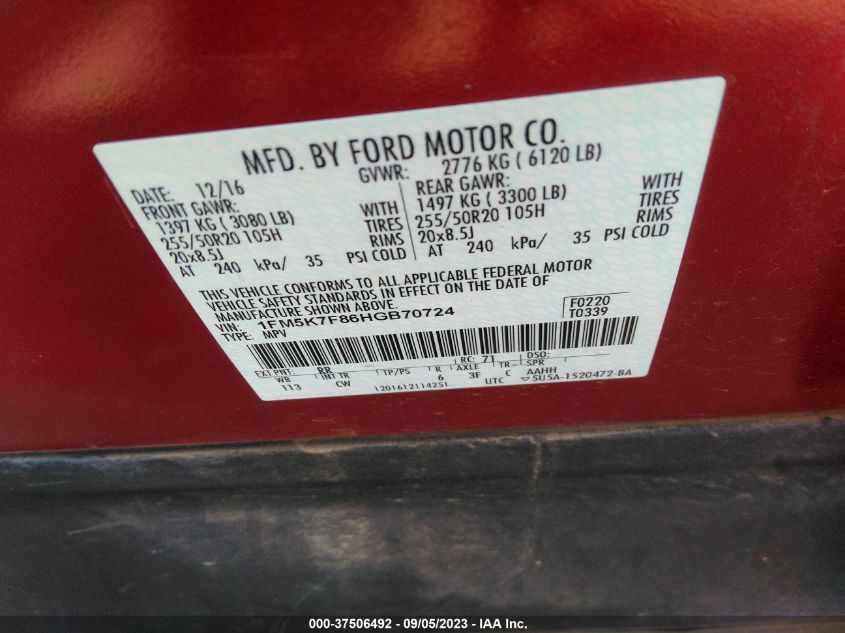 MFD. BY FORD MOTOR CO.
DATE: 12/16 GVWR: 2776 KG ( 6120 LB)
FRONT GAWR: REAR GAWR:
1397 KG ( 3080 LB) WITH 1497 KG ( 3300 LB) WITH
255/50R20 105H TIRES 255/50R20 105H TIRES
20x8.5J RIMS 20x8.5J RIMS
AT 240 kPa/ 35 PSI COLD AT 240 kPa/ 35 PSI COLD
THIS VEHICLE CONFORMS TO ALL APPLICABLE FEDERAL MOTOR
VEHICLE SAFETY STANDARDS IN EFFECT ON THE DATE OF
MANUFACTURE SHOWN ABOVE.
VIN: 1FM5K7F86HGB70724 F0220
TYPE: MPV T0339
EXT PNT: RR RC: 71 DSO:
WB INT TR TP/PS R AXLE TR SPR
113 CW 6 3F C AAHH
1201612114251 UTC ▽5U5A-1520472-BA
000-37506492 - 09/05/2023 - IAA Inc.